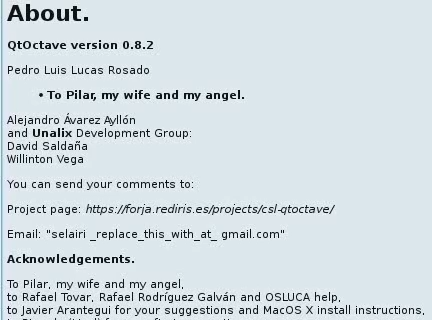 About.
QtOctave version 0.8.2
Pedro Luis Lucas Rosado
• To Pilar, my wife and my angel.
Alejandro Ávarez Ayllón
and Unalix Development Group:
David Saldaña
Willinton Vega
You can send your comments to:
Project page: https://forja.rediris.es/projects/csl-qtoctave/
Email: "selairi _replace_this_with_at_ gmail.com"
Acknowledgements.
To Pilar, my wife and my angel,
to Rafael Tovar, Rafael Rodríguez Galván and OSLUCA help,
to Javier Arantegui for your suggestions and MacOS X install instructions,